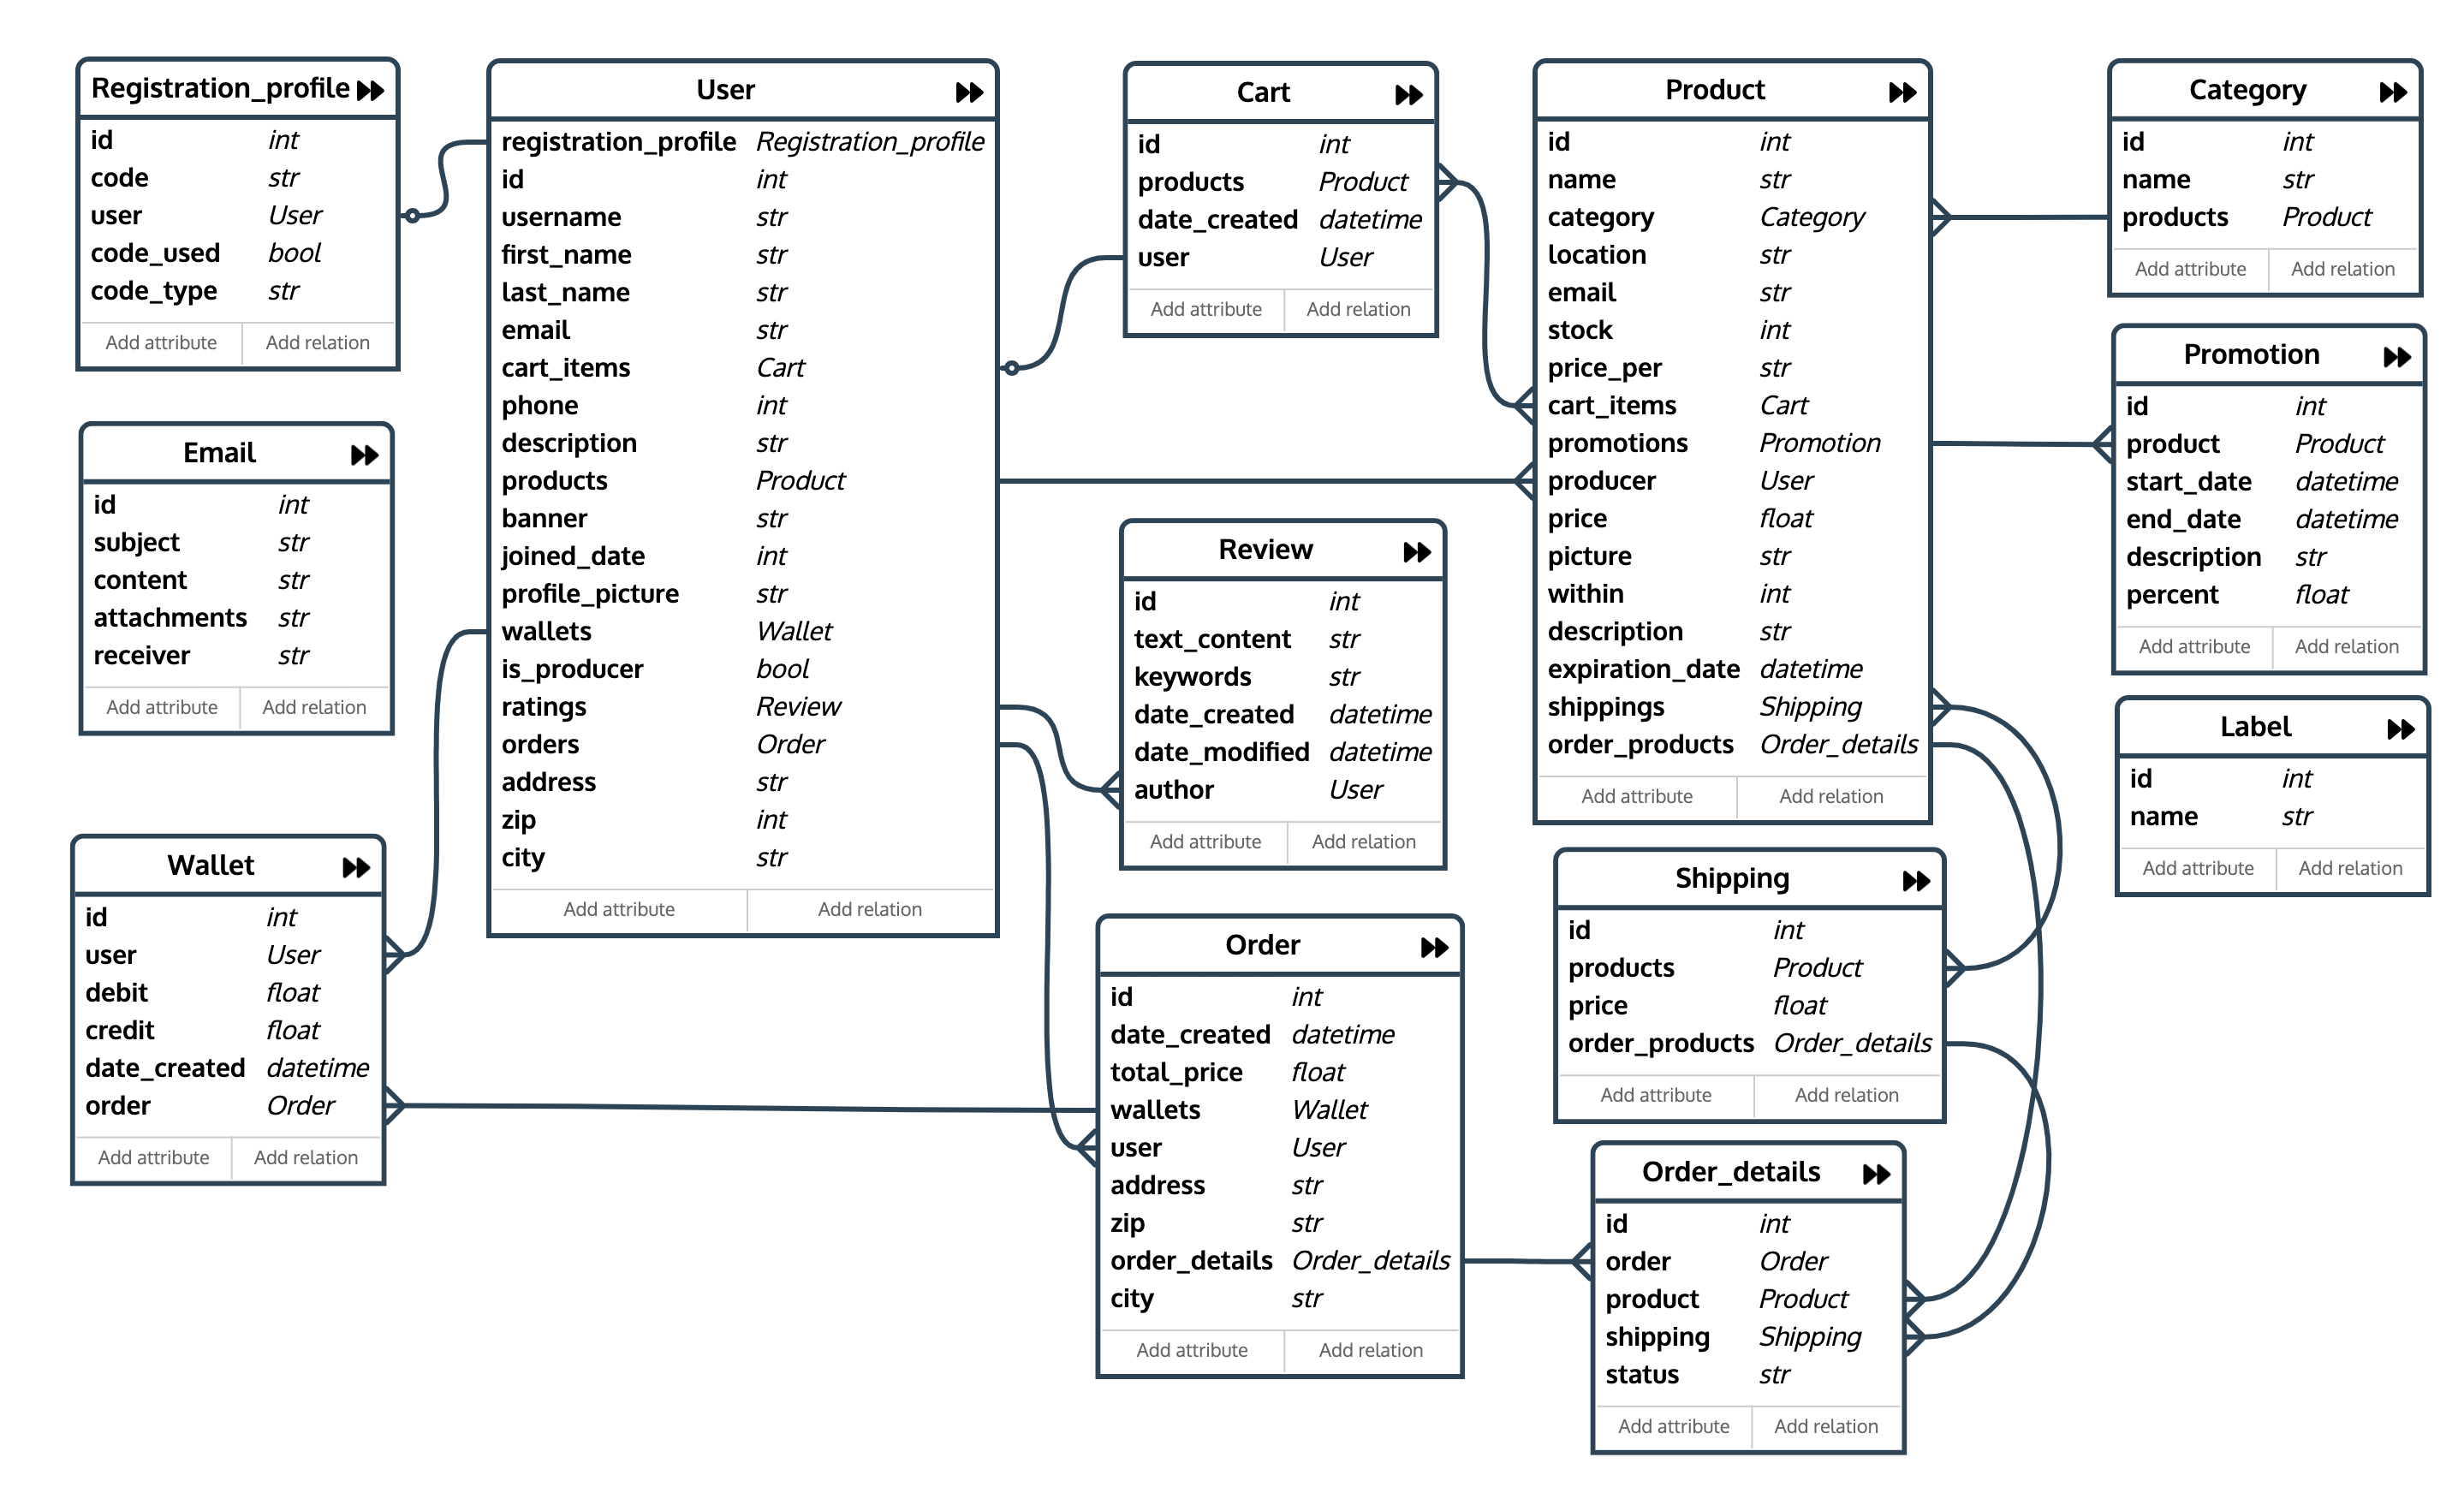 Registration_profile
id int
code str
user User
code_used bool
code_type str
Add attribute Add relation
User
registration_profile Registration_profile
id int
username str
first_name str
last_name str
email str
cart_items Cart
phone int
description str
products Product
banner str
joined_date int
profile_picture str
wallets Wallet
is_producer bool
ratings Review
orders Order
address str
zip int
city str
Add attribute Add relation
Cart
id int
products Product
date_created datetime
user User
Add attribute Add relation
Product
id int
name str
category Category
location str
email str
stock int
price_per str
cart_items Cart
promotions Promotion
producer User
price float
picture str
within int
description str
expiration_date datetime
shippings Shipping
order_products Order_details
Add attribute Add relation
Category
id int
name str
products Product
Add attribute Add relation
Promotion
id int
product Product
start_date datetime
end_date datetime
description str
percent float
Add attribute Add relation
Email
id int
subject str
content str
attachments str
receiver str
Add attribute Add relation
Review
id int
text_content str
keywords str
date_created datetime
date_modified datetime
author User
Add attribute Add relation
Label
id int
name str
Add attribute Add relation
Wallet
id int
user User
debit float
credit float
date_created datetime
order Order
Add attribute Add relation
Order
id int
date_created datetime
total_price float
wallets Wallet
user User
address str
zip str
order_details Order_details
city str
Add attribute Add relation
Shipping
id int
products Product
price float
order_products Order_details
Add attribute Add relation
Order_details
id int
order Order
product Product
shipping Shipping
status str
Add attribute Add relation